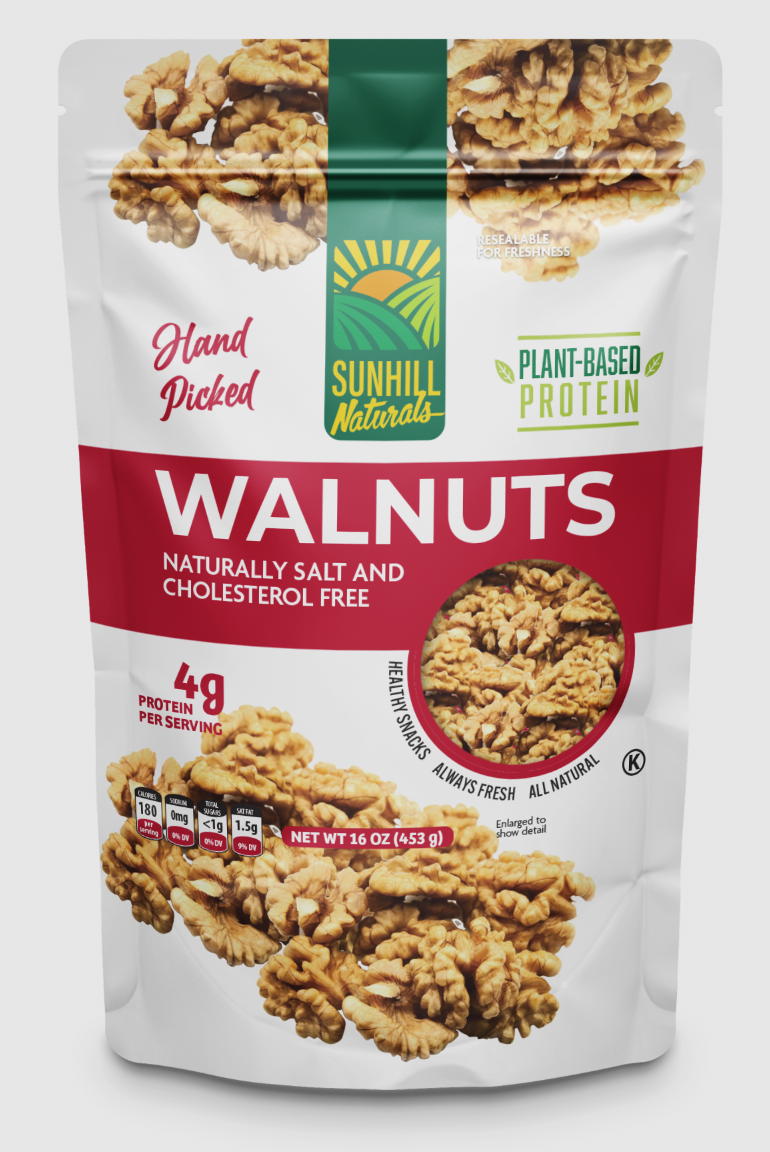 RESEALABLE
FOR FRESHNESS
Hand
Picked
SUNHILL
Naturals
PLANT-BASED
PROTEIN
WALNUTS
NATURALLY SALT AND
CHOLESTEROL FREE
4g
PROTEIN
PER SERVING
HEALTHY SNACKS
ALWAYS FRESH
ALL NATURAL
K
CALORIES
180
per
serving
SODIUM
0mg
0% DV
TOTAL
SUGARS
<1g
0% DV
SAT FAT
1.5g
9% DV
NET WT 16 OZ (453 g)
Enlarged to
show detail